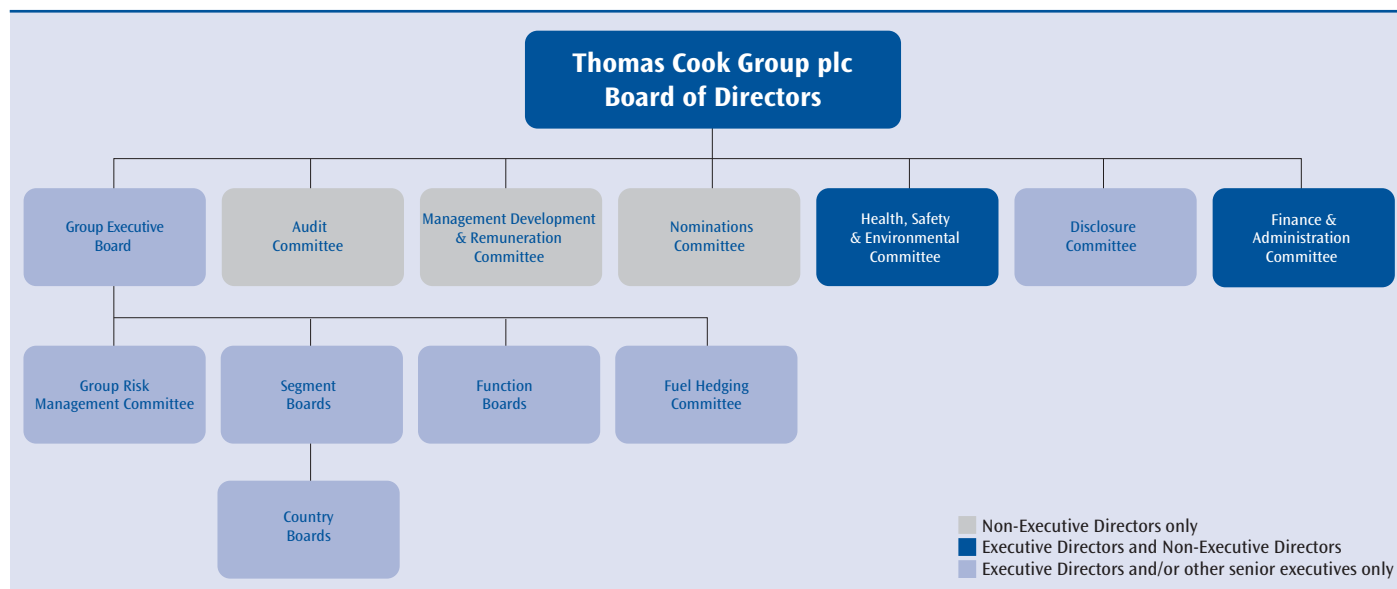 Thomas Cook Group plc
Board of Directors
Group Executive
Board
Audit
Committee
Management Development
& Remuneration
Committee
Nominations
Committee
Health, Safety
& Environmental
Committee
Disclosure
Committee
Finance &
Administration
Committee
Group Risk
Management Committee
Segment
Boards
Function
Boards
Fuel Hedging
Committee
Country
Boards
Non-Executive Directors only
Executive Directors and Non-Executive Directors
Executive Directors and/or other senior executives only